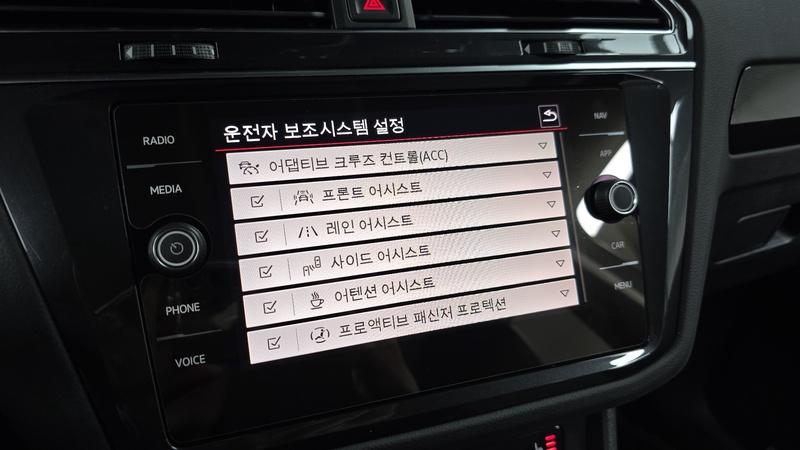 운전자 보조시스템 설정
어댑티브 크루즈 컨트롤(ACC)
프론트 어시스트
레인 어시스트
사이드 어시스트
어텐션 어시스트
프로액티브 패신저 프로텍션
RADIO
MEDIA
PHONE
VOICE
NAV
APP
CAR
MENU